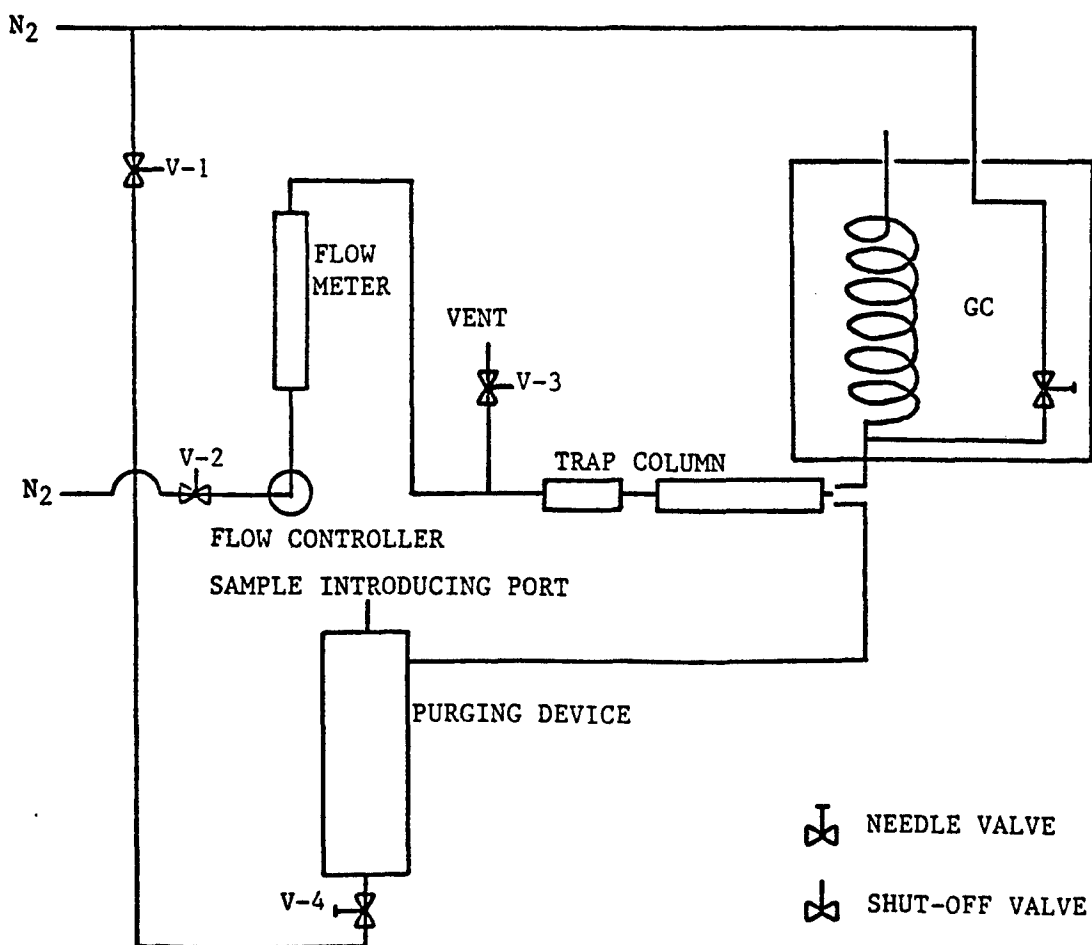 N2
V-1
FLOW
METER
VENT
V-3
GC
V-2
TRAP COLUMN
N2
FLOW CONTROLLER
SAMPLE INTRODUCING PORT
PURGING DEVICE
NEEDLE VALVE
V-4
SHUT-OFF VALVE